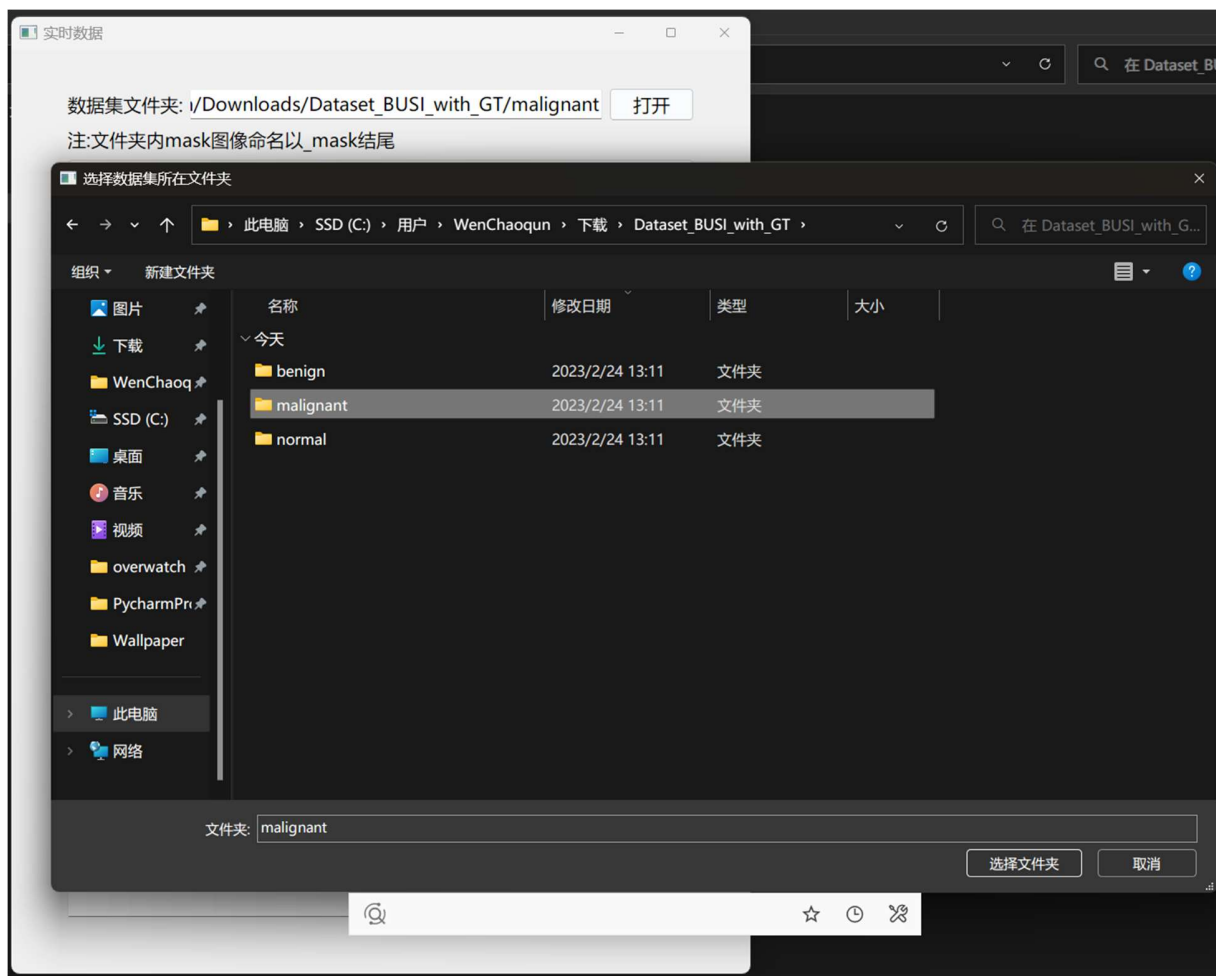 实时数据
数据集文件夹: ı/Downloads/Dataset_BUSI_with_GT/malignant 打开
注:文件夹内mask图像命名以_mask结尾
在 Dataset_BU
选择数据集所在文件夹
此电脑 › SSD (C:) › 用户 › WenChaoqun › 下载 › Dataset_BUSI_with_GT ›
在 Dataset_BUSI_with_G...
组织 新建文件夹
名称 修改日期 类型 大小
今天
benign 2023/2/24 13:11 文件夹
malignant 2023/2/24 13:11 文件夹
normal 2023/2/24 13:11 文件夹
图片
下载
WenChaoq
SSD (C:)
桌面
音乐
视频
overwatch
PycharmPr
Wallpaper
此电脑
网络
文件夹: malignant
选择文件夹 取消